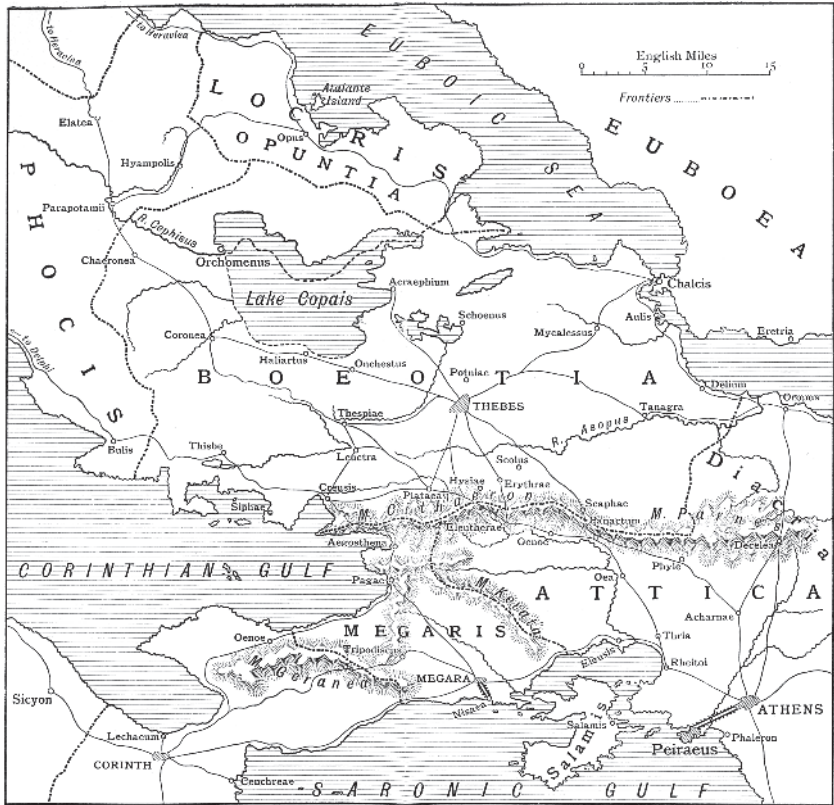 to Heraclea
to Heraclea
EUBOIC SEA
English Miles
0 5 10 15
Frontiers
LOCRIS
OPUNTIA
Atalante
Island
EUBOEA
Elatea
Opus
Hyampolis
PHOCIS
Parapotamii
R. Cephisus
Chaeronea
Orchomenus
Acraephium
Chalcis
Lake Copais
Schoenus
Aulis
Mycalessus
Eretria
to Delphi
Coronea
Haliartus
Onchestus
BOEOTIA
Potniae
Delium
THEBES
Oropus
Thespiae
Tanagra
R. Asopus
Bulis
Thisbe
Leuctra
Scolus
Diacria
Creusis
Hysiae
Erythrae
Plataea
Siphae
M. Cithaeron
Scaphae
Eleutherae
Panactum
M. Parnes
Aegosthena
Oenoe
Decelea
CORINTHIAN GULF
Phyle
Pagae
Oea
M. Kerata
ATTICA
Acharnae
MEGARIS
Oenoe
Tripodiscus
Thria
Eleusis
Rheitoi
M. Geranea
MEGARA
Sicyon
Nisaea
ATHENS
Salamis
Salamis
Lechaeum
Peiraeus
Phaleron
CORINTH
Cenchreae
SARONIC GULF